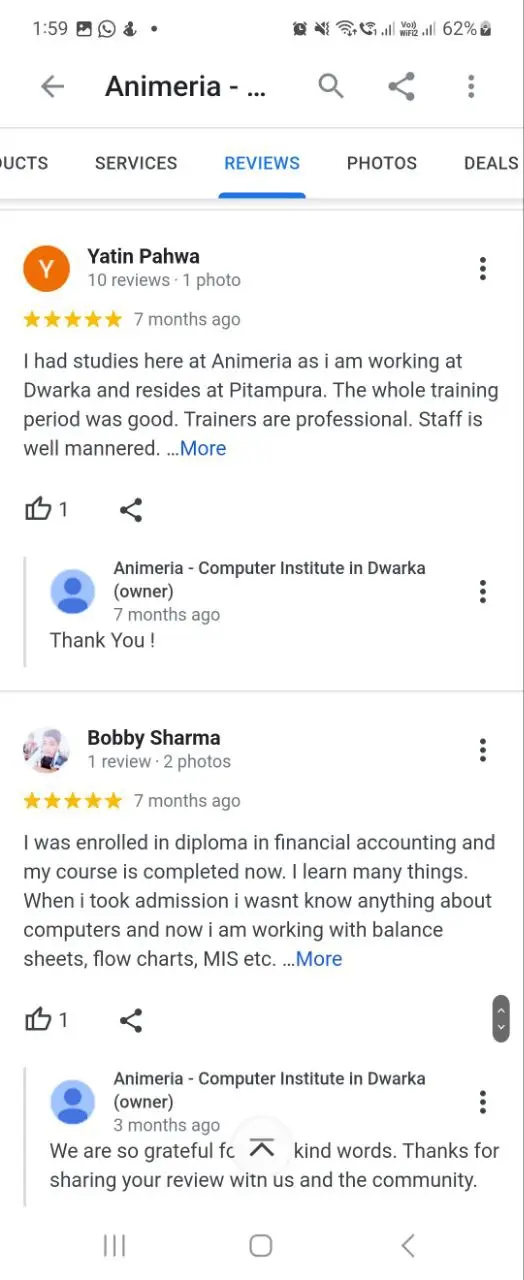 1:59 62%
Vo))
WiFi2
Animeria - ...
UCTS SERVICES REVIEWS PHOTOS DEALS
Y
Yatin Pahwa
10 reviews · 1 photo
7 months ago
I had studies here at Animeria as i am working at
Dwarka and resides at Pitampura. The whole training
period was good. Trainers are professional. Staff is
well mannered. ...More
1
Animeria - Computer Institute in Dwarka
(owner)
7 months ago
Thank You !
Bobby Sharma
1 review · 2 photos
7 months ago
I was enrolled in diploma in financial accounting and
my course is completed now. I learn many things.
When i took admission i wasnt know anything about
computers and now i am working with balance
sheets, flow charts, MIS etc. ...More
1
Animeria - Computer Institute in Dwarka
(owner)
3 months ago
We are so grateful kind words. Thanks for
sharing your review with us and the community.